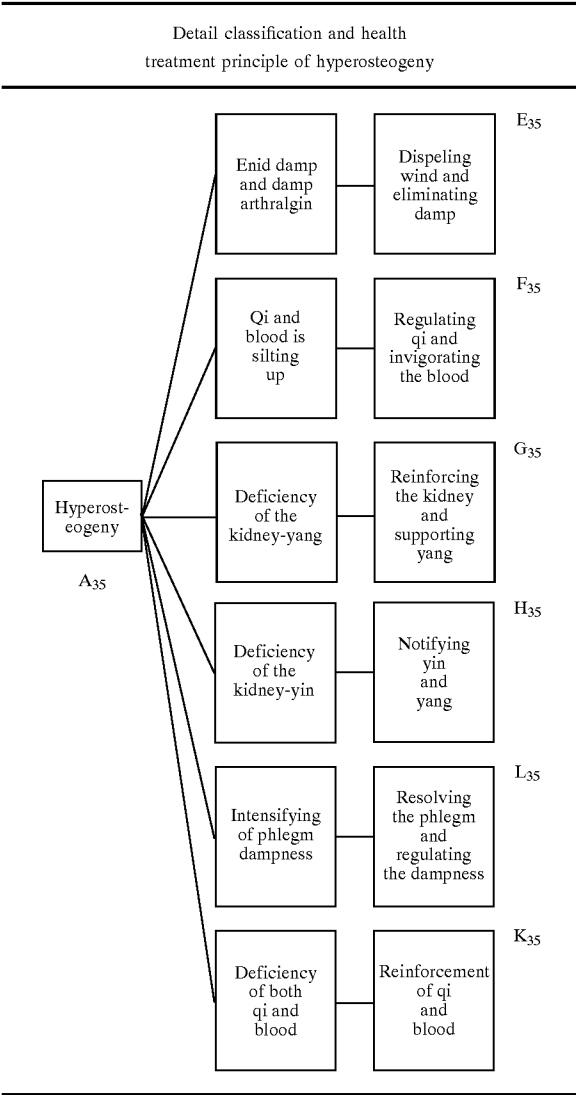 Detail classification and health
treatment principle of hyperosteogeny
E35
Enid damp
and damp
arthralgin
Dispeling
wind and
eliminating
damp
F35
Qi and
blood is
silting
up
Regulating
qi and
invigorating
the blood
G35
Deficiency
of the
kidney-yang
Reinforcing
the kidney
and
supporting
yang
Hyperost-
eogeny
A35
H35
Deficiency
of the
kidney-yin
Notifying
yin
and
yang
L35
Intensifying
of phlegm
dampness
Resolving
the phlegm
and
regulating
the dampness
K35
Deficiency
of both
qi and
blood
Reinforcement
of qi
and
blood